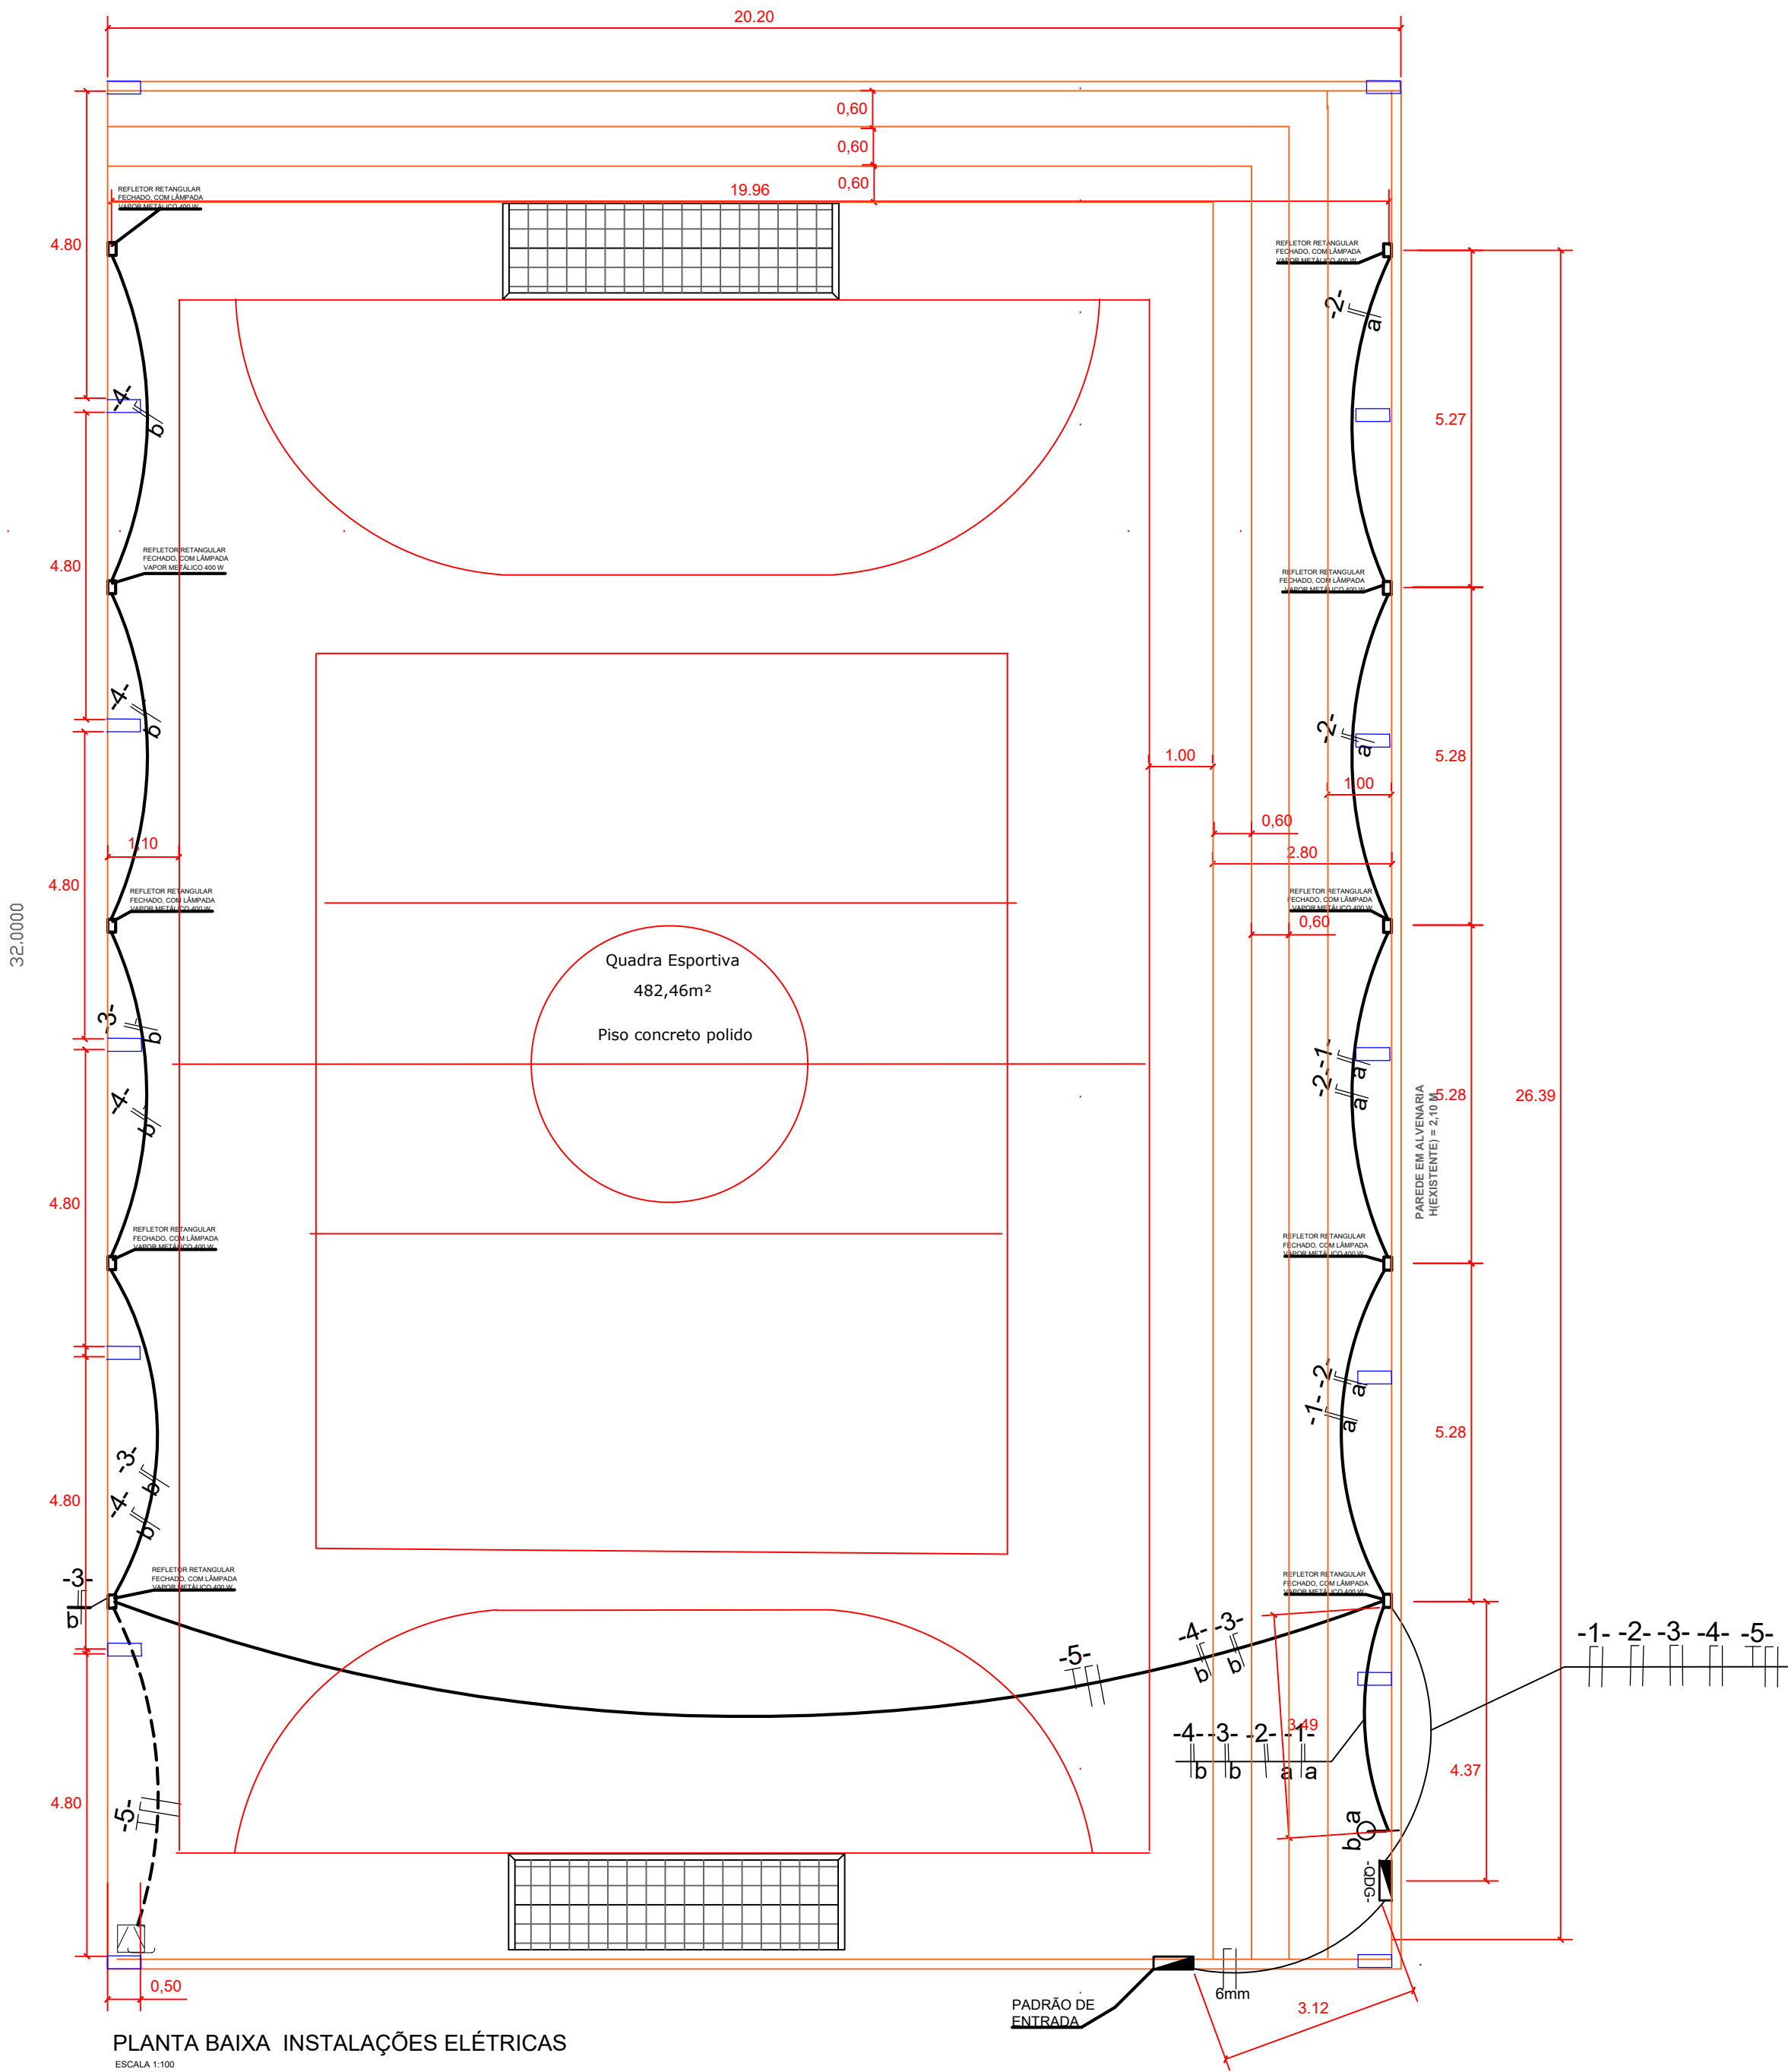 20.20
0,60
0,60
0,60
19.96
REFLETOR RETANGULAR
FECHADO, COM LÂMPADA
VAPOR METÁLICO 400 W
4.80
REFLETOR RETANGULAR
FECHADO, COM LÂMPADA
VAPOR METÁLICO 400 W
-2-
a
-4-
b
5.27
REFLETOR RETANGULAR
FECHADO, COM LÂMPADA
VAPOR METÁLICO 400 W
4.80
REFLETOR RETANGULAR
FECHADO, COM LÂMPADA
VAPOR METÁLICO 400 W
-4-
b
-2-
a
5.28
1.00
1.00
0,60
2.80
1,10
4.80
REFLETOR RETANGULAR
FECHADO, COM LÂMPADA
VAPOR METÁLICO 400 W
REFLETOR RETANGULAR
FECHADO, COM LÂMPADA
VAPOR METÁLICO 400 W
0,60
32.0000
Quadra Esportiva
482,46m²
Piso concreto polido
-3-
b
-4-
b
-1-
a
-2-
a
5.28
26.39
PAREDE EM ALVENARIA
H(EXISTENTE) = 2,10 M
4.80
REFLETOR RETANGULAR
FECHADO, COM LÂMPADA
VAPOR METÁLICO 400 W
REFLETOR RETANGULAR
FECHADO, COM LÂMPADA
VAPOR METÁLICO 400 W
-2-
a
-1-
a
5.28
-3-
b
-4-
b
4.80
REFLETOR RETANGULAR
FECHADO, COM LÂMPADA
VAPOR METÁLICO 400 W
REFLETOR RETANGULAR
FECHADO, COM LÂMPADA
VAPOR METÁLICO 400 W
-3-
b
-5-
-4-
b
-3-
b
-1- -2- -3- -4- -5-
3.49
-4- -3- -2- -1-
b b a a
4.37
4.80
-5-
b a
-QDG-
0,50
6mm
PADRÃO DE
ENTRADA
3.12
PLANTA BAIXA INSTALAÇÕES ELÉTRICAS
ESCALA 1:100